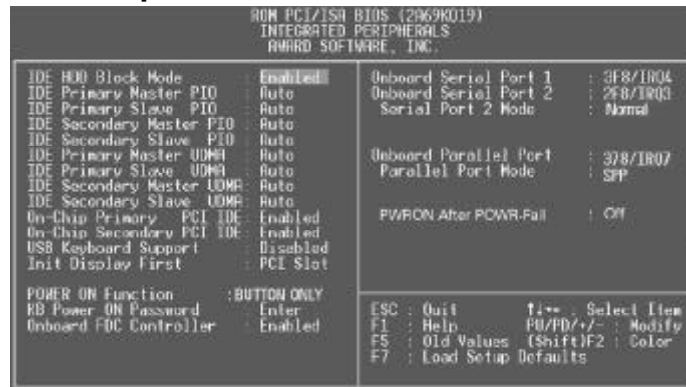 ROM PCI/ISA BIOS (2A69K019)
INTEGRATED PERIPHERALS
AWARD SOFTWARE, INC.
IDE HDD Block Mode : Enabled
IDE Primary Master PIO : Auto
IDE Primary Slave PIO : Auto
IDE Secondary Master PIO : Auto
IDE Secondary Slave PIO : Auto
IDE Primary Master UDMA : Auto
IDE Primary Slave UDMA : Auto
IDE Secondary Master UDMA: Auto
IDE Secondary Slave UDMA: Auto
On-Chip Primary PCI IDE: Enabled
On-Chip Secondary PCI IDE: Enabled
USB Keyboard Support : Disabled
Init Display First : PCI Slot
POWER ON Function :BUTTON ONLY
KB Power ON Password : Enter
Onboard FDC Controller : Enabled
Onboard Serial Port 1 : 3F8/IRQ4
Onboard Serial Port 2 : 2F8/IRQ3
Serial Port 2 Mode : Normal
Onboard Parallel Port : 378/IRQ7
Parallel Port Mode : SPP
PWRON After POWR-Fail : Off
ESC : Quit ↑↓→← : Select Item
F1 : Help PU/PD/+/- : Modify
F5 : Old Values (Shift)F2 : Color
F7 : Load Setup Defaults